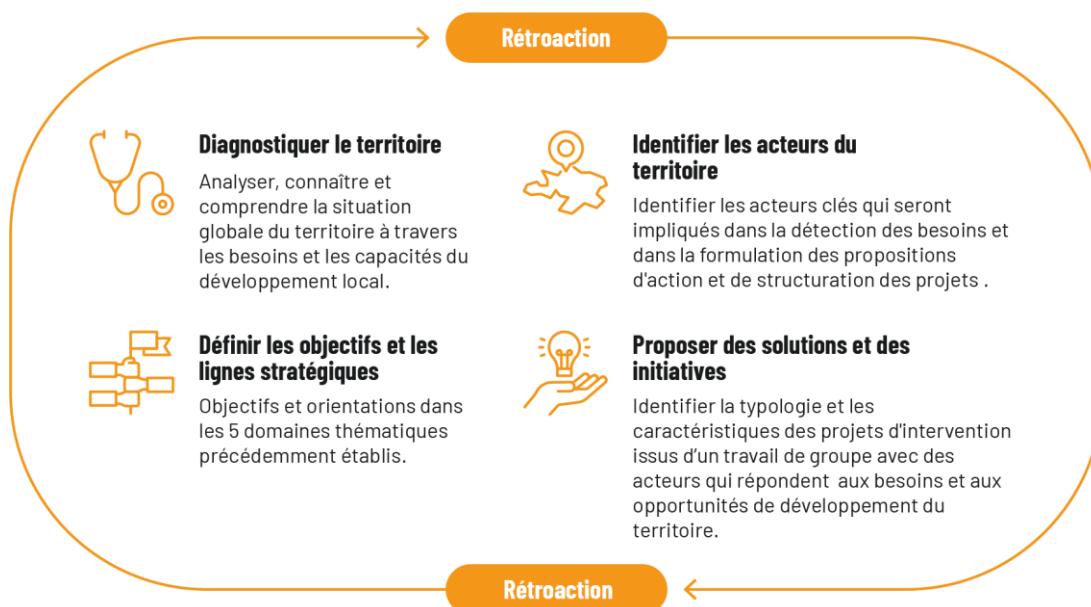 Rétroaction
Diagnostiquer le territoire
Analyser, connaître et
comprendre la situation
globale du territoire à travers
les besoins et les capacités du
développement local.
Identifier les acteurs du
territoire
Identifier les acteurs clés qui seront
impliqués dans la détection des besoins et
dans la formulation des propositions
d'action et de structuration des projets .
Définir les objectifs et les
lignes stratégiques
Objectifs et orientations dans
les 5 domaines thématiques
précédemment établis.
Proposer des solutions et des
initiatives
Identifier la typologie et les
caractéristiques des projets d'intervention
issus d’un travail de groupe avec des
acteurs qui répondent  aux besoins et aux
opportunités de développement du
territoire.
Rétroaction